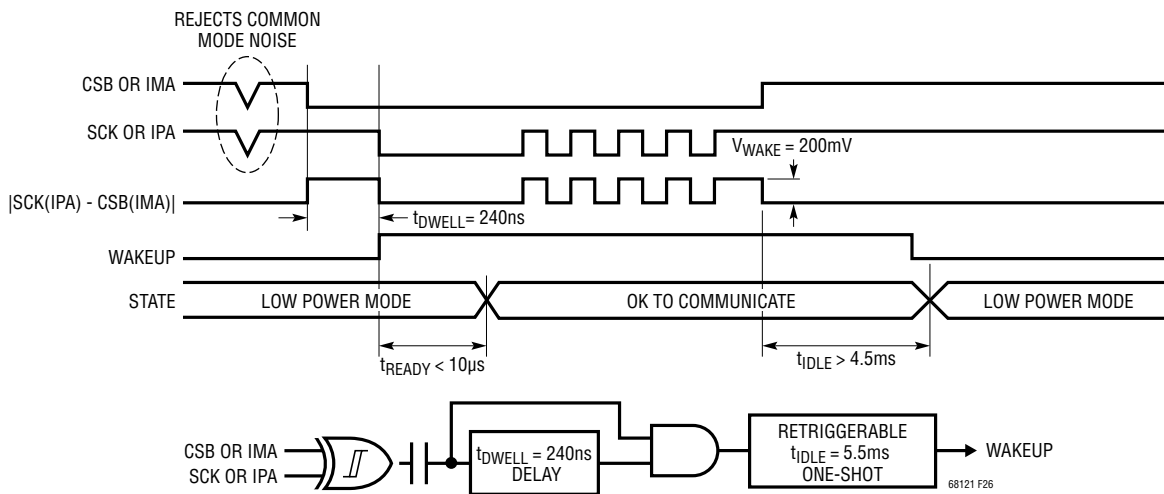 REJECTS COMMON
MODE NOISE
CSB OR IMA
SCK OR IPA
V_WAKE = 200mV
|SCK(IPA) - CSB(IMA)|
t_DWELL = 240ns
WAKEUP
STATE
LOW POWER MODE
OK TO COMMUNICATE
LOW POWER MODE
t_READY < 10µs
t_IDLE > 4.5ms
CSB OR IMA
SCK OR IPA
t_DWELL = 240ns
DELAY
RETRIGGERABLE
t_IDLE = 5.5ms
ONE-SHOT
WAKEUP
68121 F26